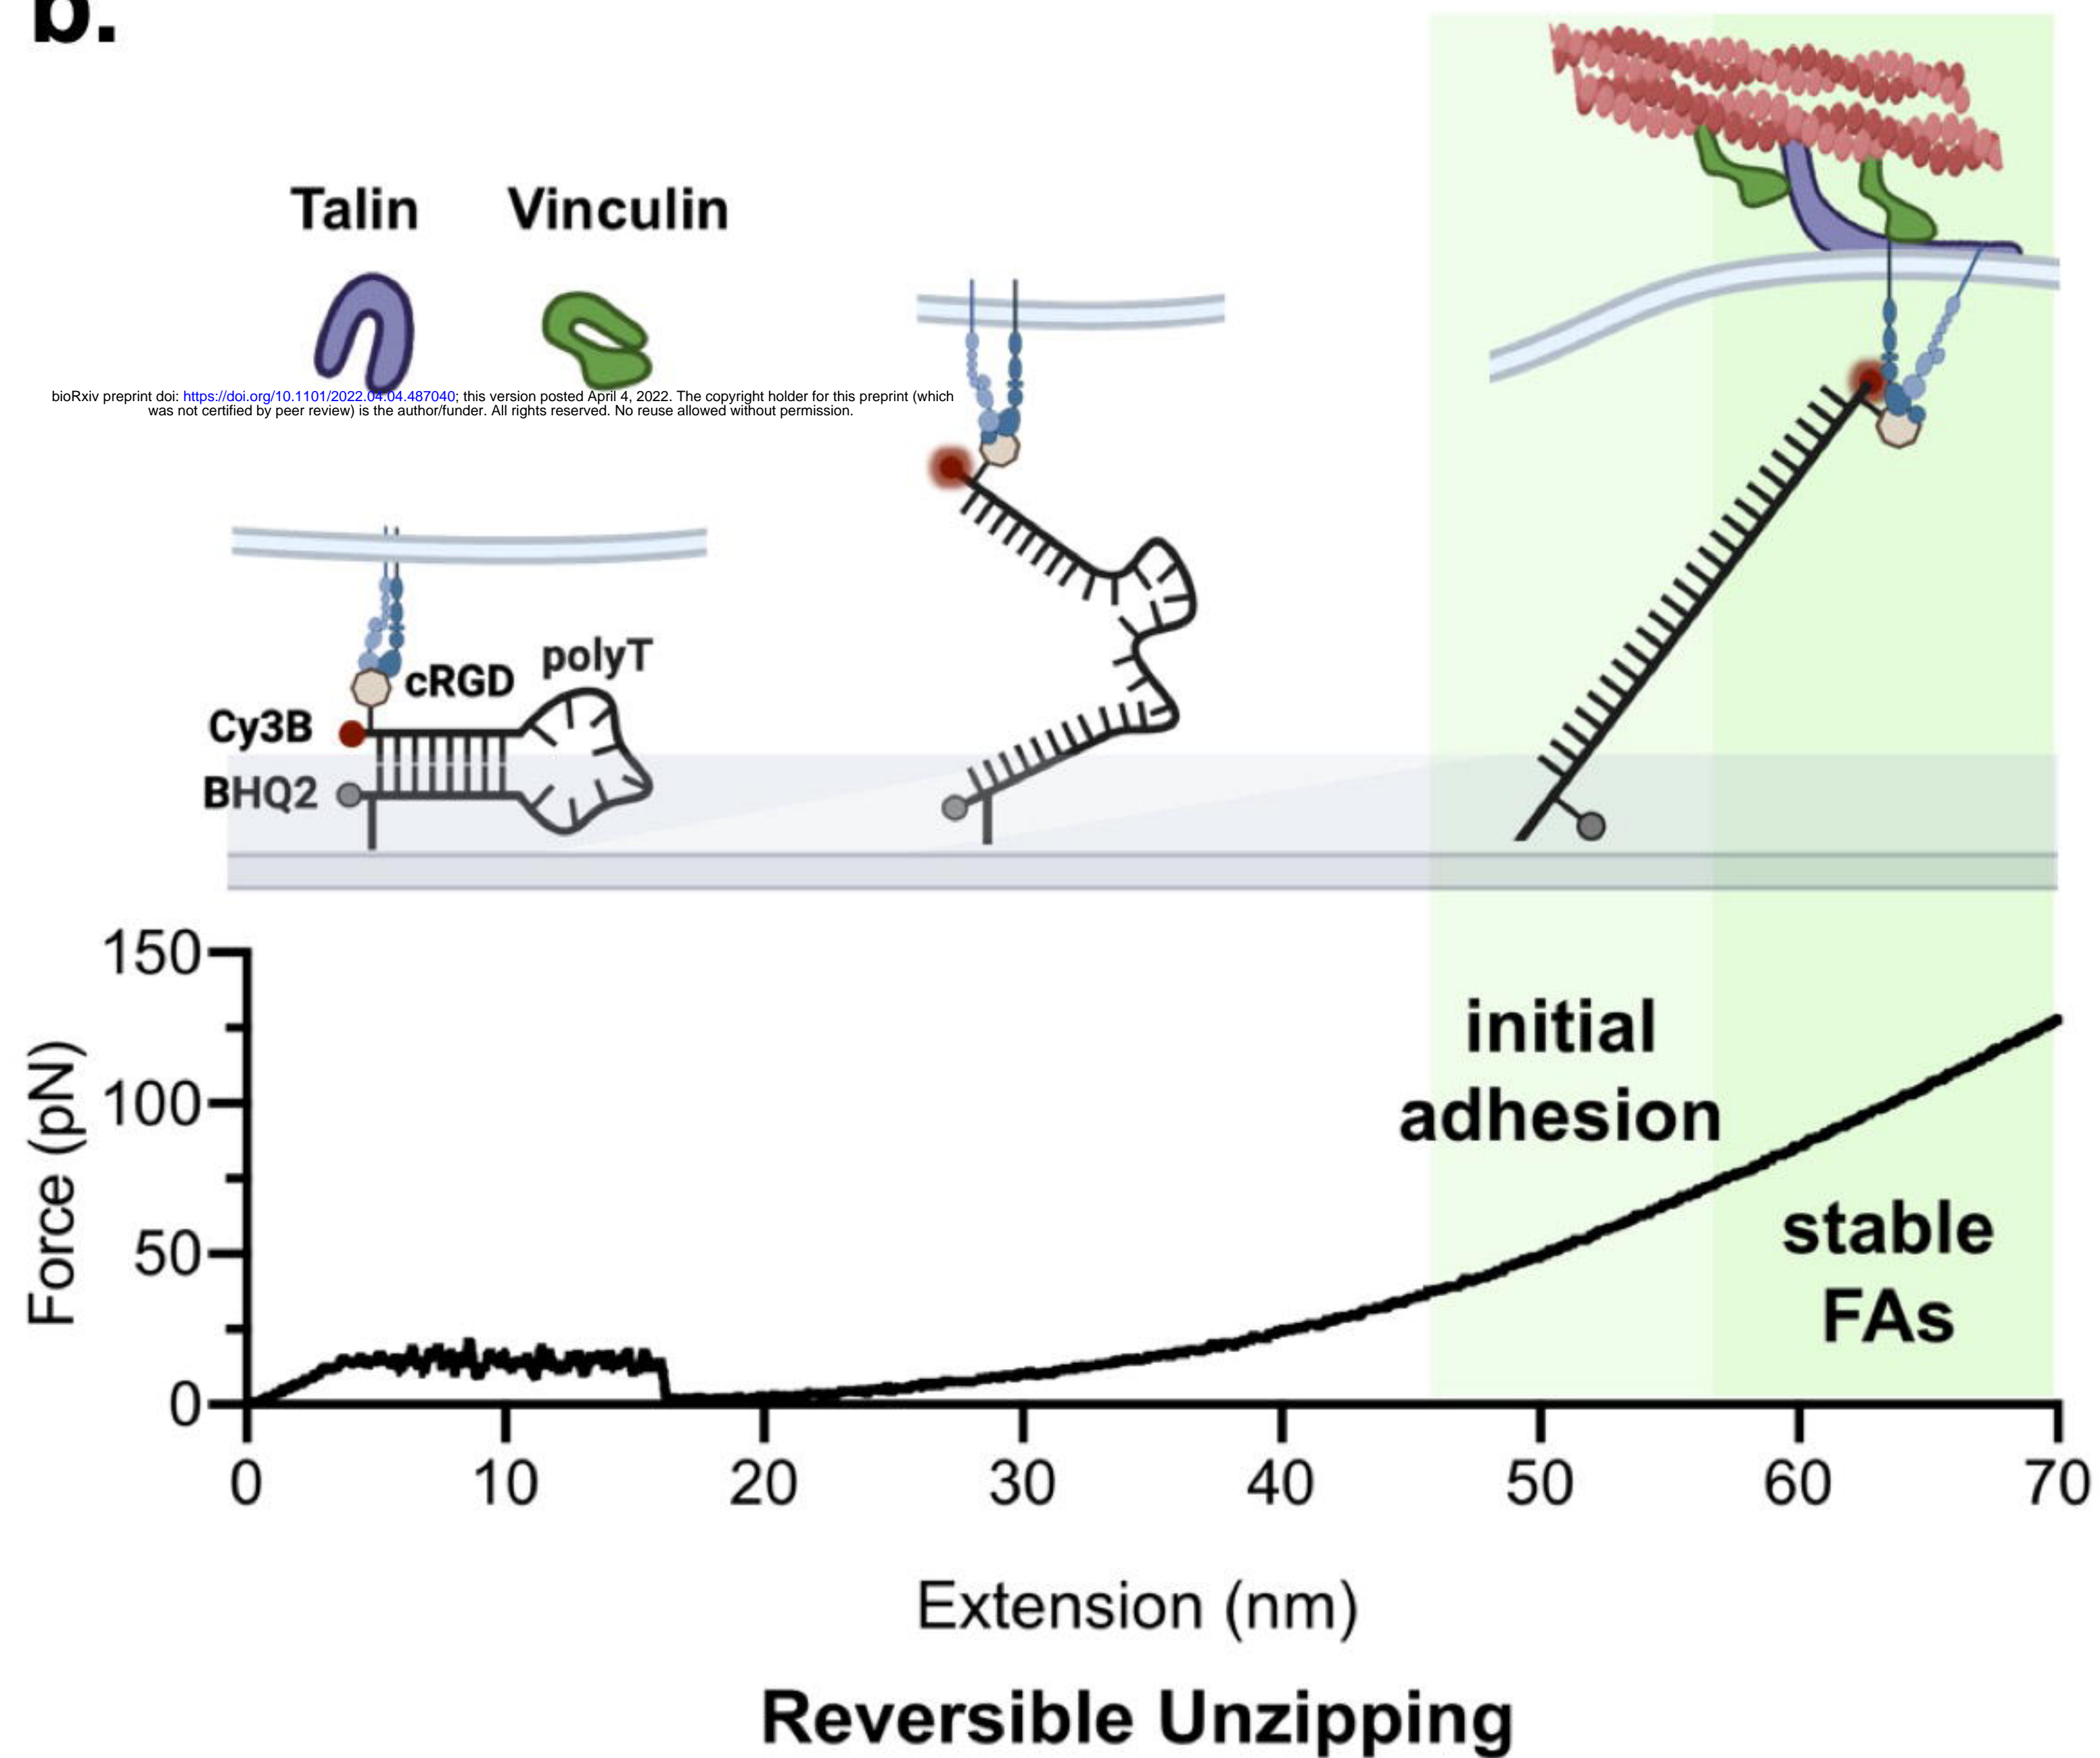 b.
Talin
Vinculin
bioRxiv preprint doi: https://doi.org/10.1101/2022.04.04.487040; this version posted April 4, 2022. The copyright holder for this preprint (which
was not certified by peer review) is the author/funder. All rights reserved. No reuse allowed without permission.
polyT
cRGD
Cy3B
BHQ2
150
100
50
0
Force (pN)
initial
adhesion
stable
FAs
0 10 20 30 40 50 60 70
Extension (nm)
Reversible Unzipping